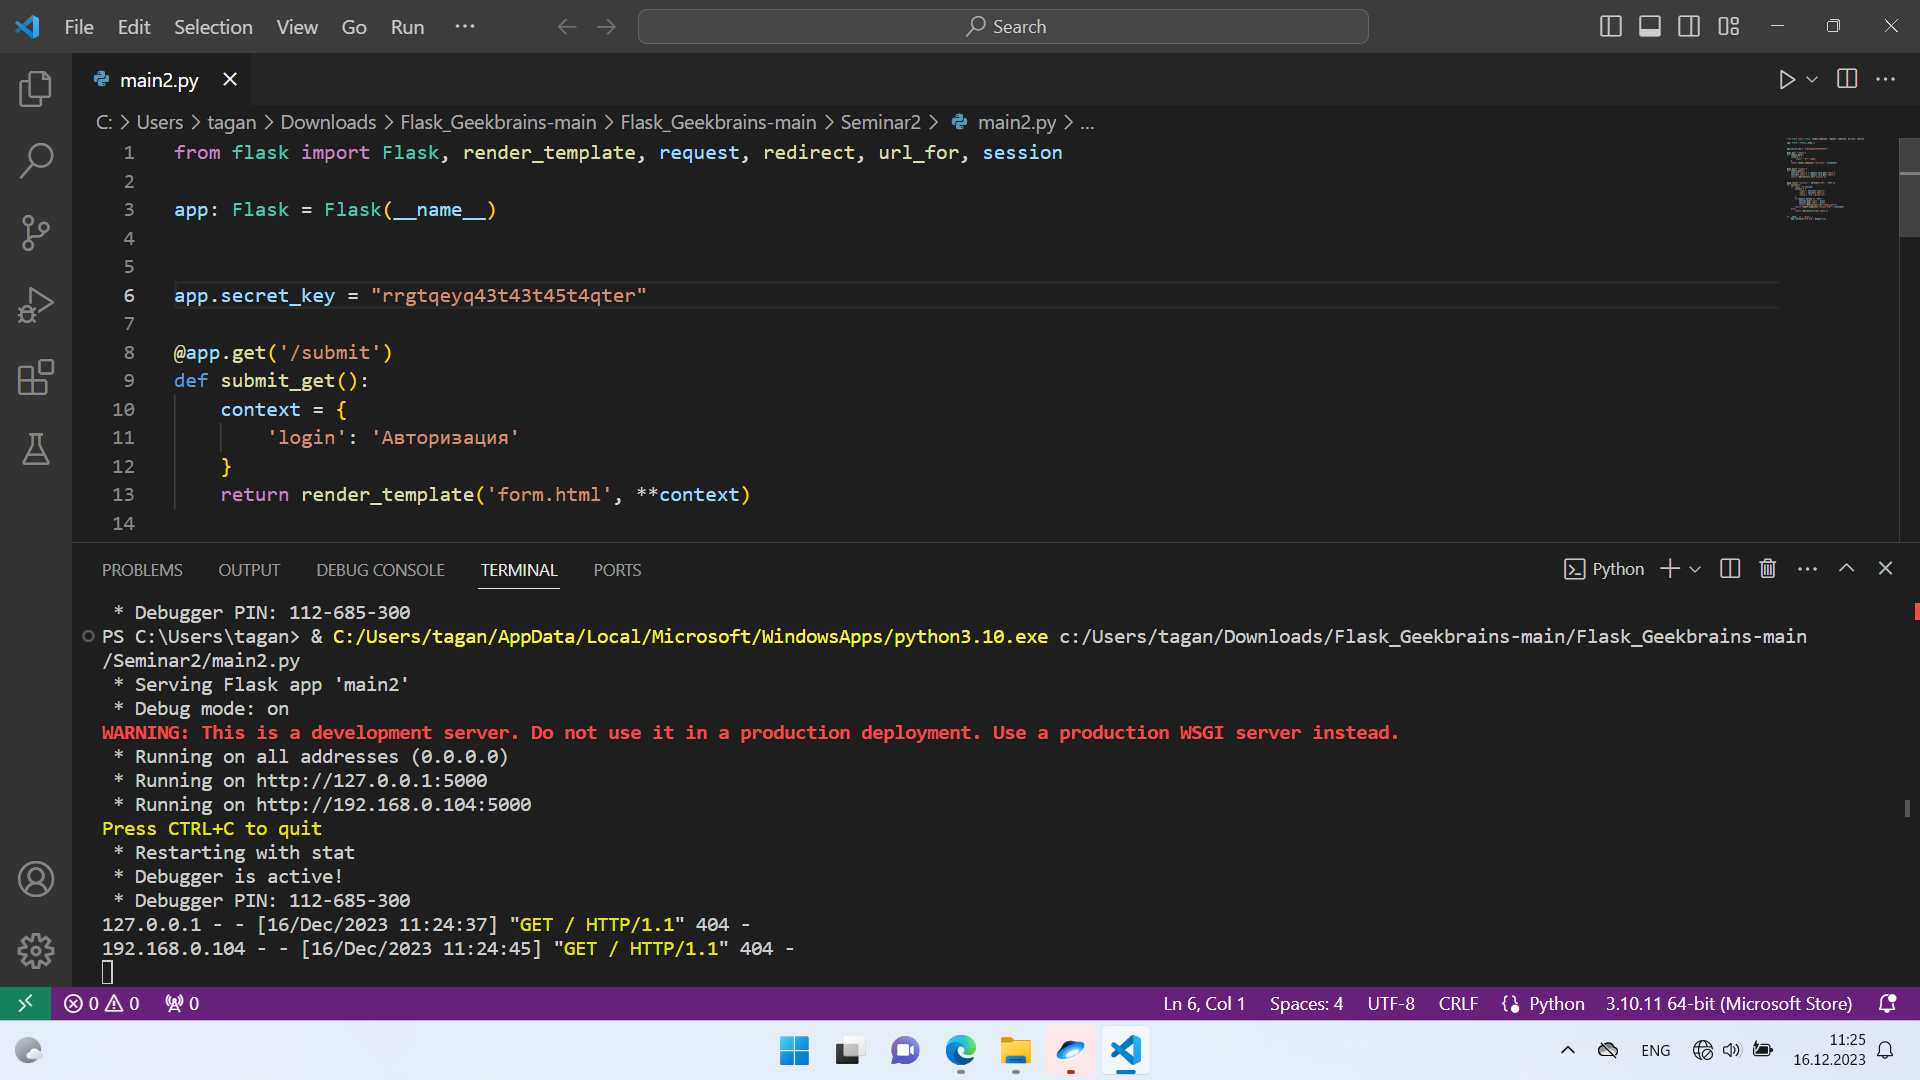 File Edit Selection View Go Run ···
Search
main2.py
C: > Users > tagan > Downloads > Flask_Geekbrains-main > Flask_Geekbrains-main > Seminar2 > main2.py > ...
1 from flask import Flask, render_template, request, redirect, url_for, session
2
3 app: Flask = Flask(__name__)
4
5
6 app.secret_key = "rrgtqeyq43t43t45t4qter"
7
8 @app.get('/submit')
9 def submit_get():
10 context = {
11 'login': 'Авторизация'
12 }
13 return render_template('form.html', **context)
14
PROBLEMS OUTPUT DEBUG CONSOLE TERMINAL PORTS
Python
* Debugger PIN: 112-685-300
PS C:\Users\tagan> & C:/Users/tagan/AppData/Local/Microsoft/WindowsApps/python3.10.exe c:/Users/tagan/Downloads/Flask_Geekbrains-main/Flask_Geekbrains-main
/Seminar2/main2.py
* Serving Flask app 'main2'
* Debug mode: on
WARNING: This is a development server. Do not use it in a production deployment. Use a production WSGI server instead.
* Running on all addresses (0.0.0.0)
* Running on http://127.0.0.1:5000
* Running on http://192.168.0.104:5000
Press CTRL+C to quit
* Restarting with stat
* Debugger is active!
* Debugger PIN: 112-685-300
127.0.0.1 - - [16/Dec/2023 11:24:37] "GET / HTTP/1.1" 404 -
192.168.0.104 - - [16/Dec/2023 11:24:45] "GET / HTTP/1.1" 404 -
0 0 0 Ln 6, Col 1 Spaces: 4 UTF-8 CRLF Python 3.10.11 64-bit (Microsoft Store)
ENG
11:25
16.12.2023